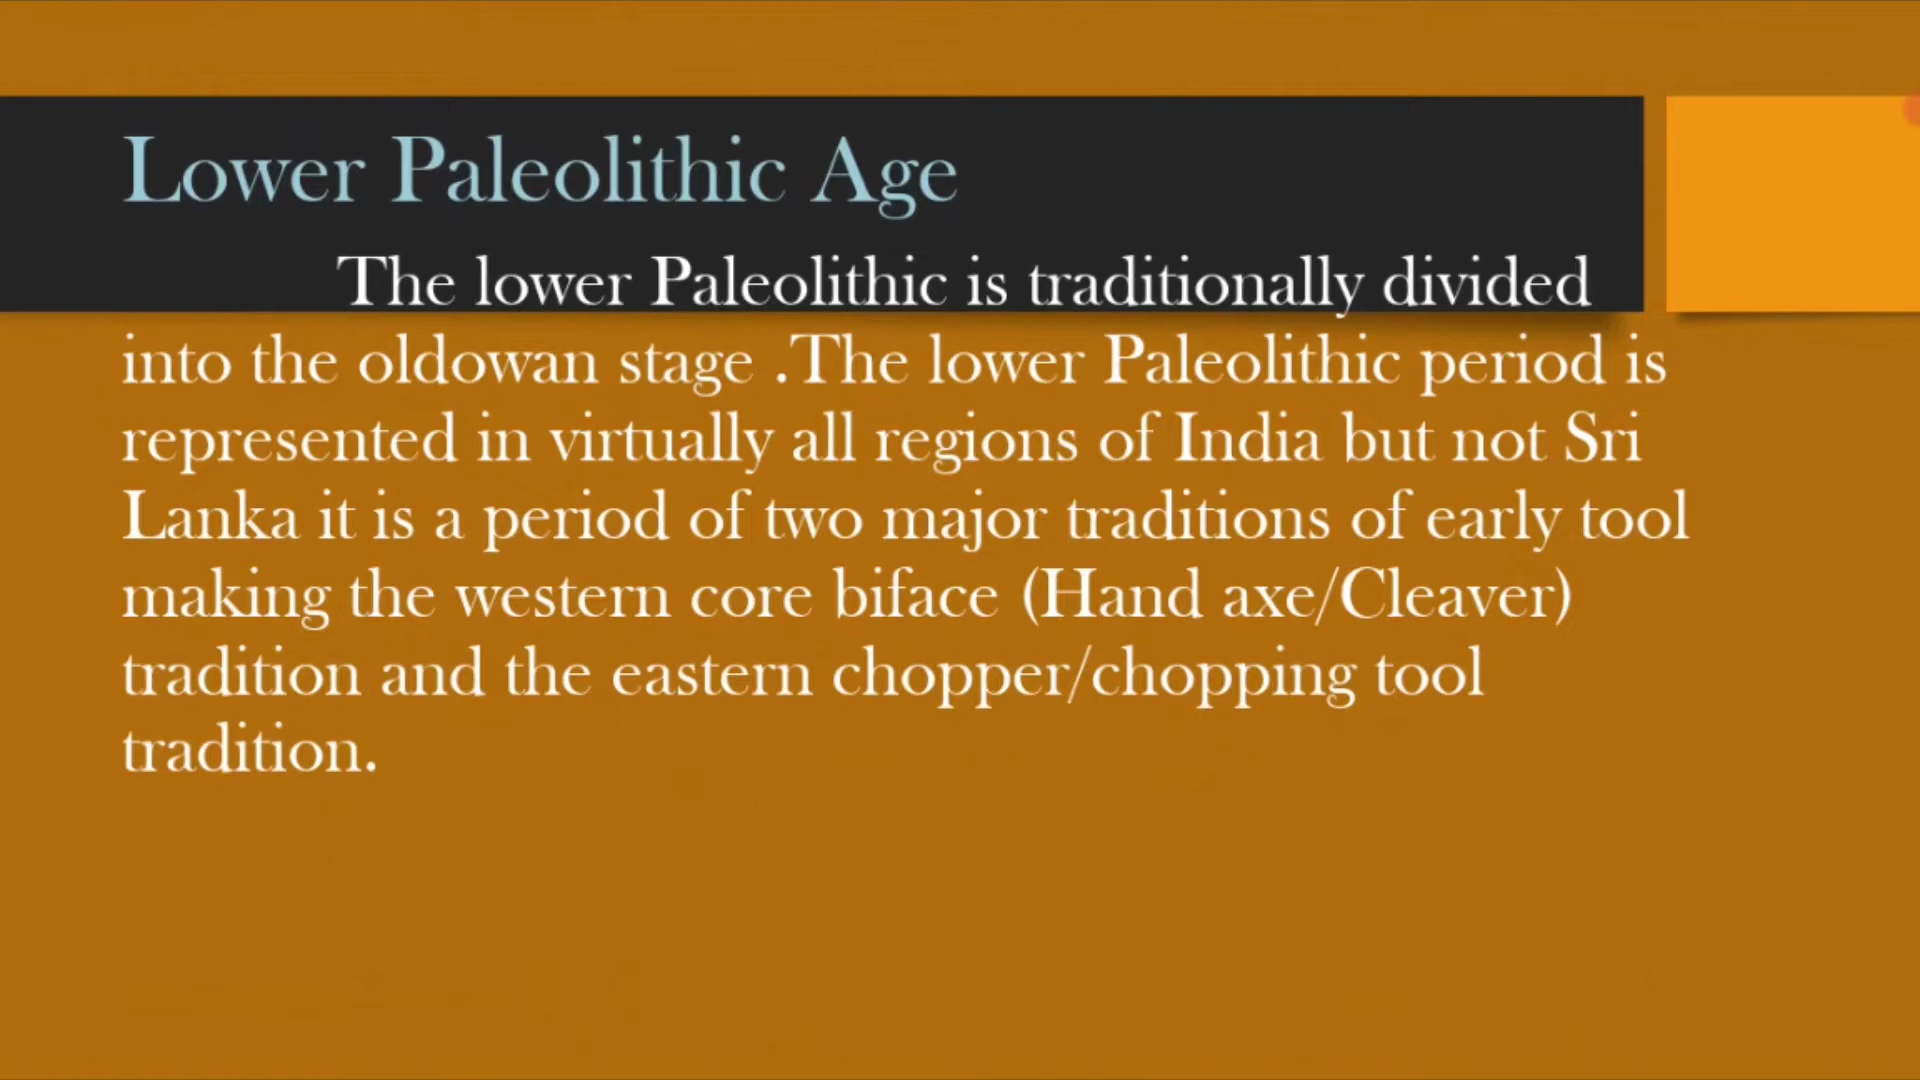 Lower Paleolithic Age
The lower Paleolithic is traditionally divided
into the oldowan stage .The lower Paleolithic period is
represented in virtually all regions of India but not Sri
Lanka it is a period of two major traditions of early tool
making the western core biface (Hand axe/Cleaver)
tradition and the eastern chopper/chopping tool
tradition.